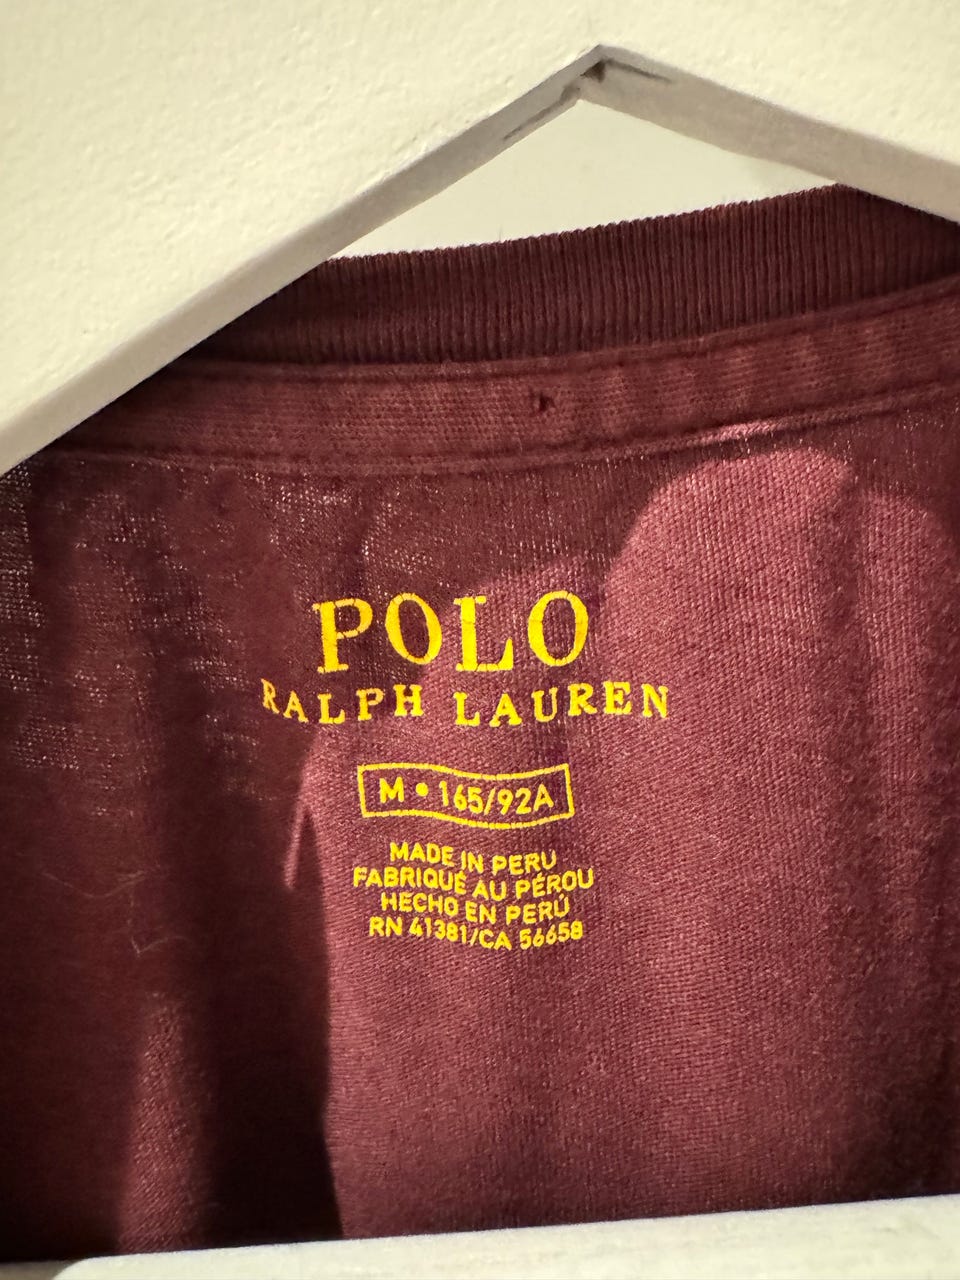 POLO
RALPH LAUREN
M • 165/92A
MADE IN PERU
FABRIQUÉ AU PÉROU
HECHO EN PERÚ
RN 41381/CA 56658